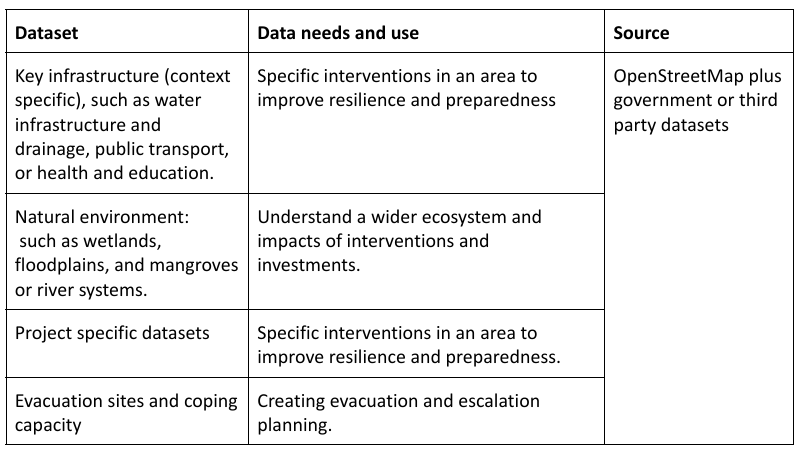 Dataset
Data needs and use
Source
Key infrastructure (context
specific), such as water
infrastructure and
drainage, public transport,
or health and education.
Specific interventions in an area to
improve resilience and preparedness
OpenStreetMap plus
government or third
party datasets
Natural environment:
such as wetlands,
floodplains, and mangroves
or river systems.
Understand a wider ecosystem and
impacts of interventions and
investments.
Project specific datasets
Specific interventions in an area to
improve resilience and preparedness.
Evacuation sites and coping
capacity
Creating evacuation and escalation
planning.